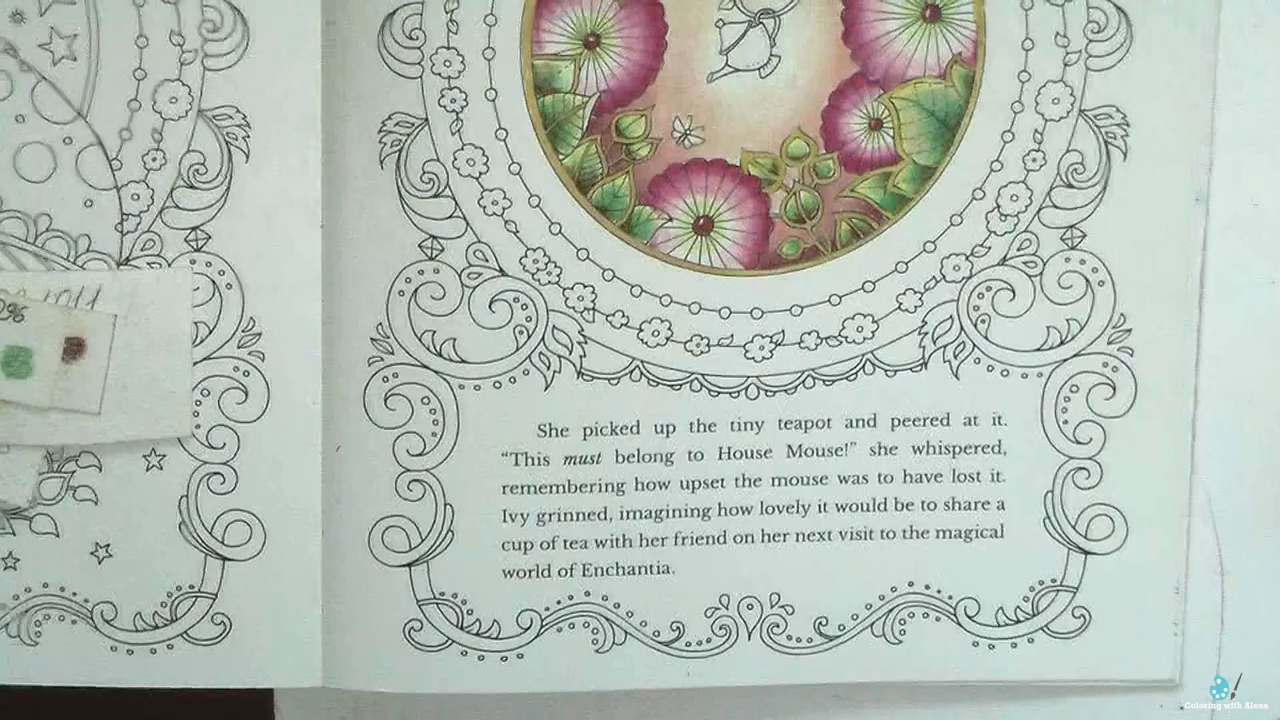 She picked up the tiny teapot and peered at it.
“This must belong to House Mouse!” she whispered,
remembering how upset the mouse was to have lost it.
Ivy grinned, imagining how lovely it would be to share a
cup of tea with her friend on her next visit to the magical
world of Enchantia.
Coloring with Alena